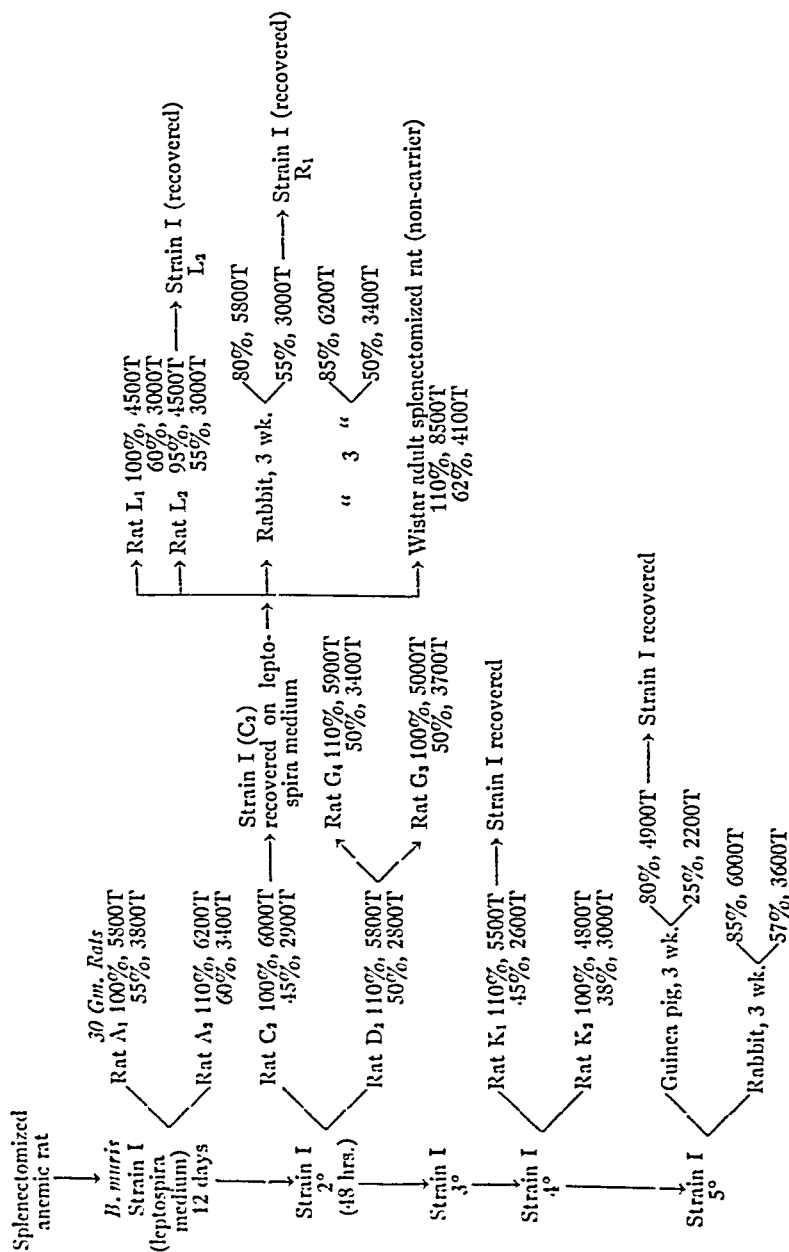 Splenectomized
anemic rat
B. muris
Strain I
(leptospira
medium)
12 days
30 Gm. Rats
Rat A₁ 100%, 5800T
55%, 3800T
Rat A₂ 110%, 6200T
60%, 3400T
Strain I
2°
(48 hrs.)
Rat C₂ 100%, 6000T
45%, 2900T
Strain I (C₂)
recovered on lepto-
spira medium
Rat L₁ 100%, 4500T
60%, 3000T
Rat L₂ 95%, 4500T
55%, 3000T
Strain I (recovered)
L₂
Rabbit, 3 wk.
80%, 5800T
55%, 3000T
Strain I (recovered)
R₁
" 3 "
85%, 6200T
50%, 3400T
Wistar adult splenectomized rat (non-carrier)
110%, 8500T
62%, 4100T
Rat D₂ 110%, 5800T
50%, 2800T
Rat G₄ 110%, 5900T
50%, 3400T
Rat G₃ 100%, 5000T
50%, 3700T
Strain I
3°
Strain I
4°
Rat K₁ 110%, 5500T
45%, 2600T
Strain I recovered
Rat K₂ 100%, 4800T
38%, 3000T
Strain I
5°
Guinea pig, 3 wk.
80%, 4900T
25%, 2200T
Strain I recovered
Rabbit, 3 wk.
85%, 6000T
57%, 3600T